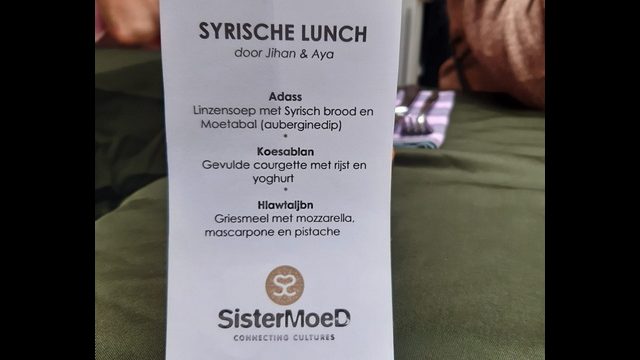 SYRISCHE LUNCH
door Jihan & Aya
Adass
Linzensoep met Syrisch brood en
Moetabal (auberginedip)
*
Koesablan
Gevulde courgette met rijst en
yoghurt
*
Hlawtaljbn
Griesmeel met mozzarella,
mascarpone en pistache
SisterMoeD
CONNECTING CULTURES